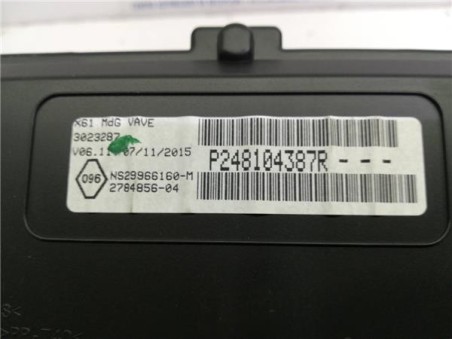 X61 MdG VAVE
3023287
V06.11 07/11/2015
096
NS29966160-M
2784856-04
P248104387R - - -